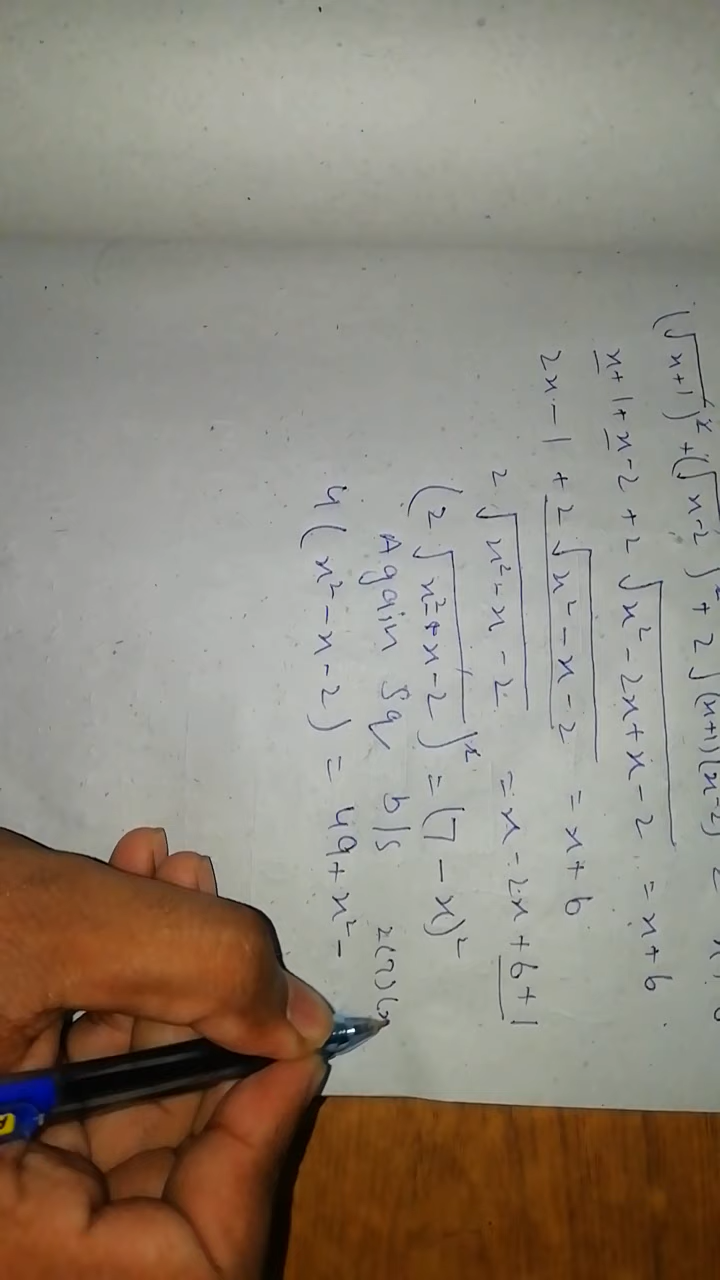 (√x+1)² + (√x-2)² + 2√(x+1)(x-2) =
x+1+x-2+2√x²-2x+x-2 = x+6
2x-1+2√x²-x-2 = x+6
2√x²-x-2 = x-2x+6+1
(2√x²+x-2)² = (7-x)²
Again Sq b/s 2(7)(x
4(x²-x-2) = 49+x²-